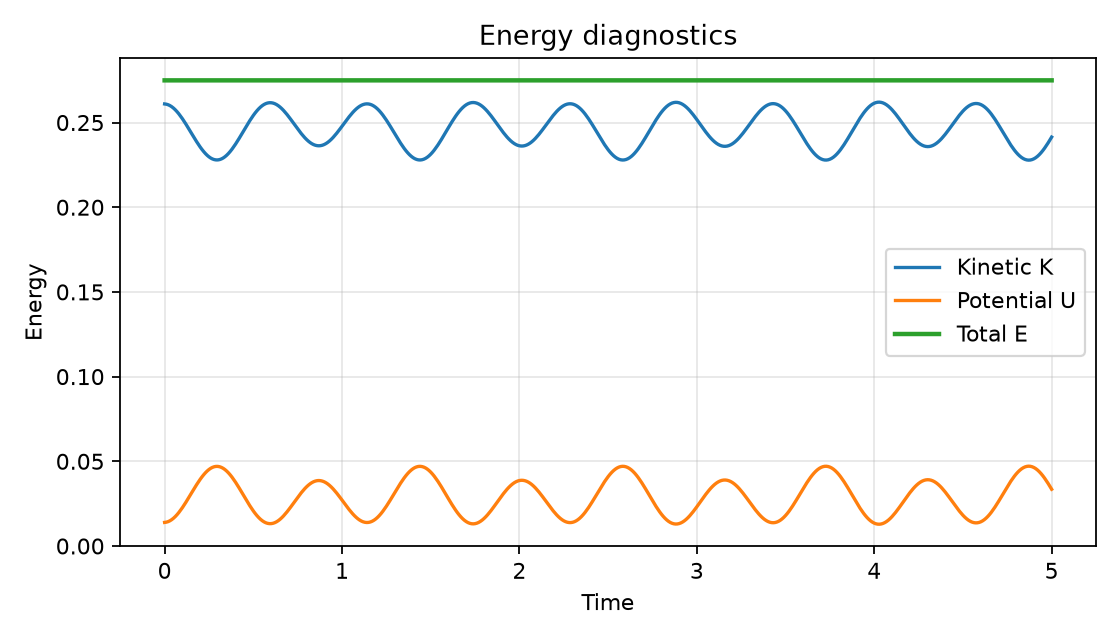 Energy diagnostics
Energy
0.25
0.20
0.15
0.10
0.05
0.00
Kinetic K
Potential U
Total E
0 1 2 3 4 5
Time